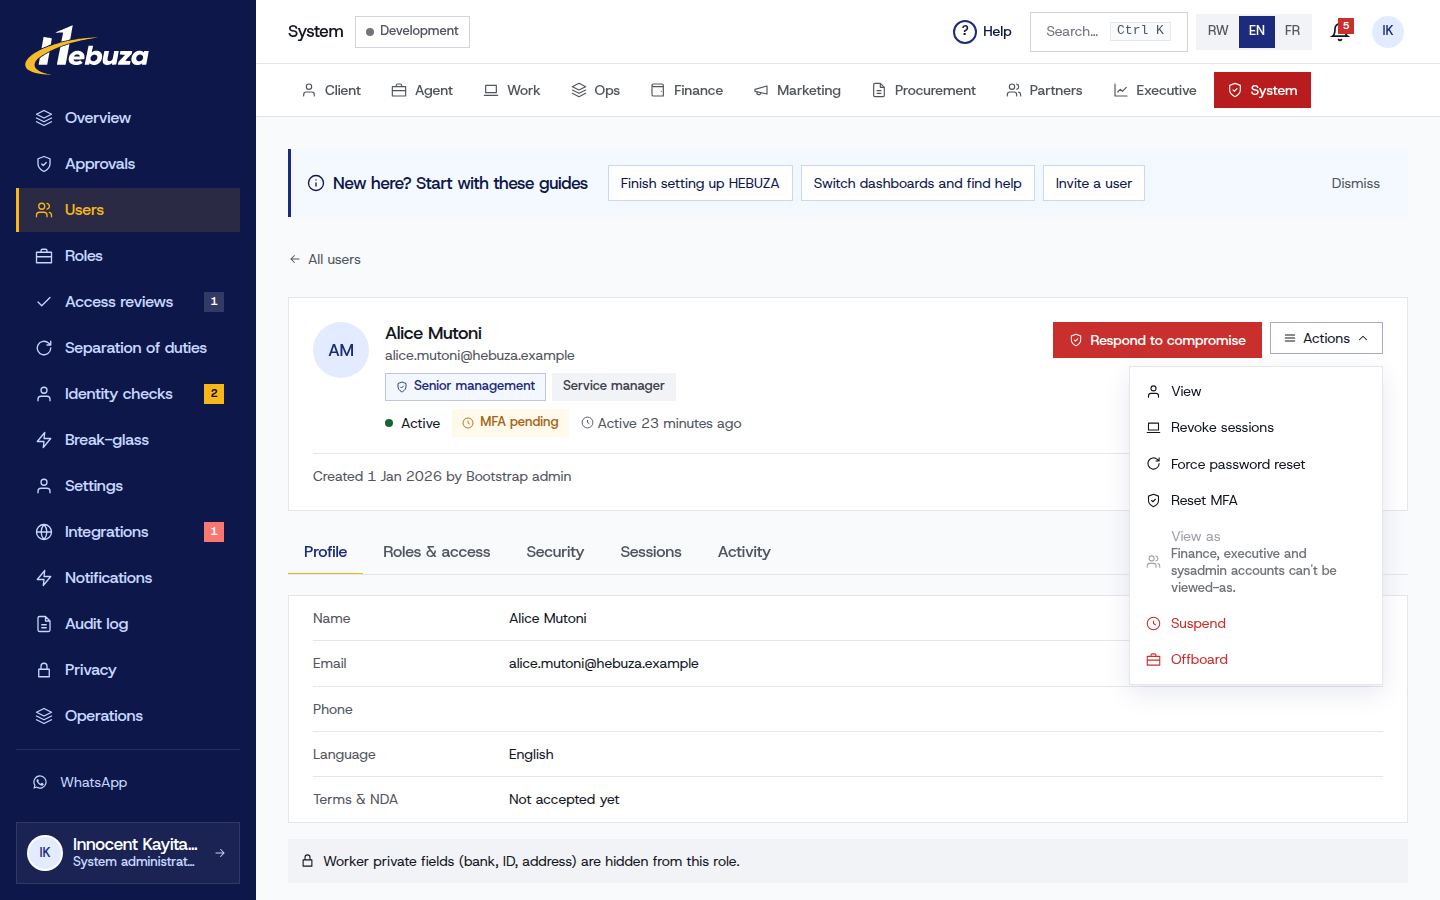 Hebuza
System
Development
Help
Search...
Ctrl K
RW
EN
FR
5
IK
Client
Agent
Work
Ops
Finance
Marketing
Procurement
Partners
Executive
System
Overview
Approvals
Users
Roles
Access reviews
1
Separation of duties
Identity checks
2
Break-glass
Settings
Integrations
1
Notifications
Audit log
Privacy
Operations
WhatsApp
IK
Innocent Kayita...
System administrat...
New here? Start with these guides
Finish setting up HEBUZA
Switch dashboards and find help
Invite a user
Dismiss
All users
AM
Alice Mutoni
alice.mutoni@hebuza.example
Senior management
Service manager
Active
MFA pending
Active 23 minutes ago
Created 1 Jan 2026 by Bootstrap admin
Respond to compromise
Actions
View
Revoke sessions
Force password reset
Reset MFA
View as
Finance, executive and
sysadmin accounts can't be
viewed-as.
Suspend
Offboard
Profile
Roles & access
Security
Sessions
Activity
Name
Alice Mutoni
Email
alice.mutoni@hebuza.example
Phone
Language
English
Terms & NDA
Not accepted yet
Worker private fields (bank, ID, address) are hidden from this role.